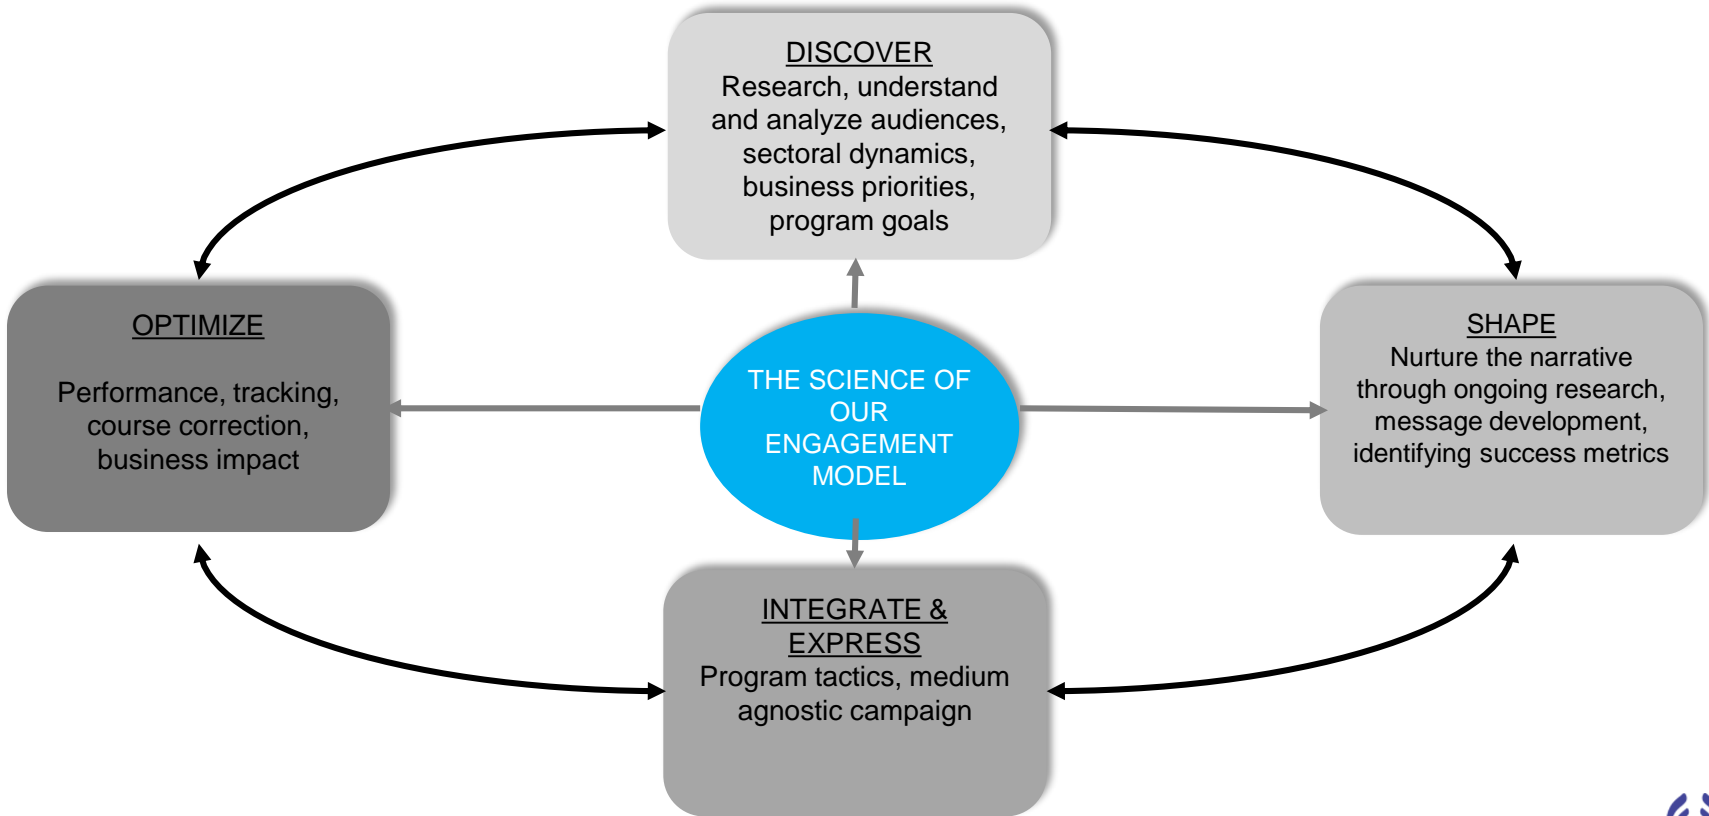 DISCOVER
Research, understand
and analyze audiences,
sectoral dynamics,
business priorities,
program goals
OPTIMIZE
Performance, tracking,
course correction,
business impact
THE SCIENCE OF
OUR
ENGAGEMENT
MODEL
SHAPE
Nurture the narrative
through ongoing research,
message development,
identifying success metrics
INTEGRATE &
EXPRESS
Program tactics, medium
agnostic campaign